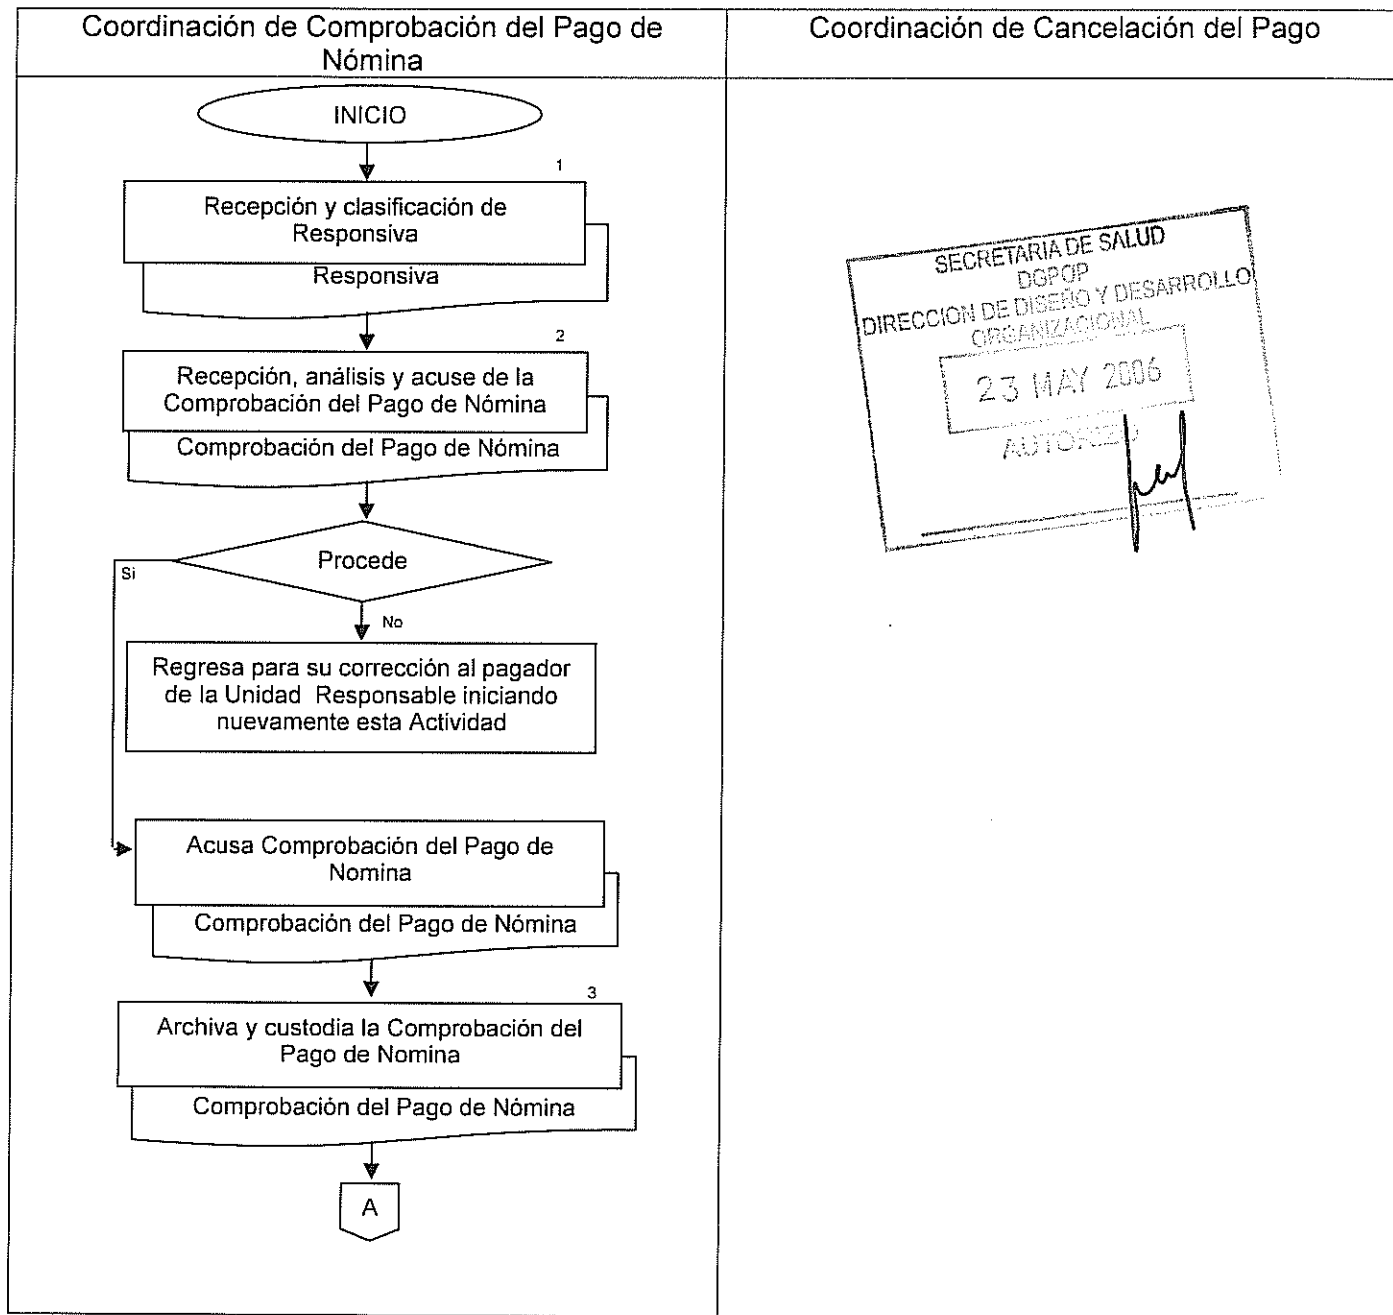 Coordinación de Comprobación del Pago de
Nómina
Coordinación de Cancelación del Pago
INICIO
1
Recepción y clasificación de
Responsiva
Responsiva
2
Recepción, análisis y acuse de la
Comprobación del Pago de Nómina
Comprobación del Pago de Nómina
Procede
Si
No
Regresa para su corrección al pagador
de la Unidad Responsable iniciando
nuevamente esta Actividad
Acusa Comprobación del Pago de
Nomina
Comprobación del Pago de Nómina
3
Archiva y custodia la Comprobación del
Pago de Nomina
Comprobación del Pago de Nómina
A
SECRETARIA DE SALUD
DGPOP
DIRECCION DE DISEÑO Y DESARROLLO
ORGANIZACIONAL
23 MAY 2006
AUTORIZO